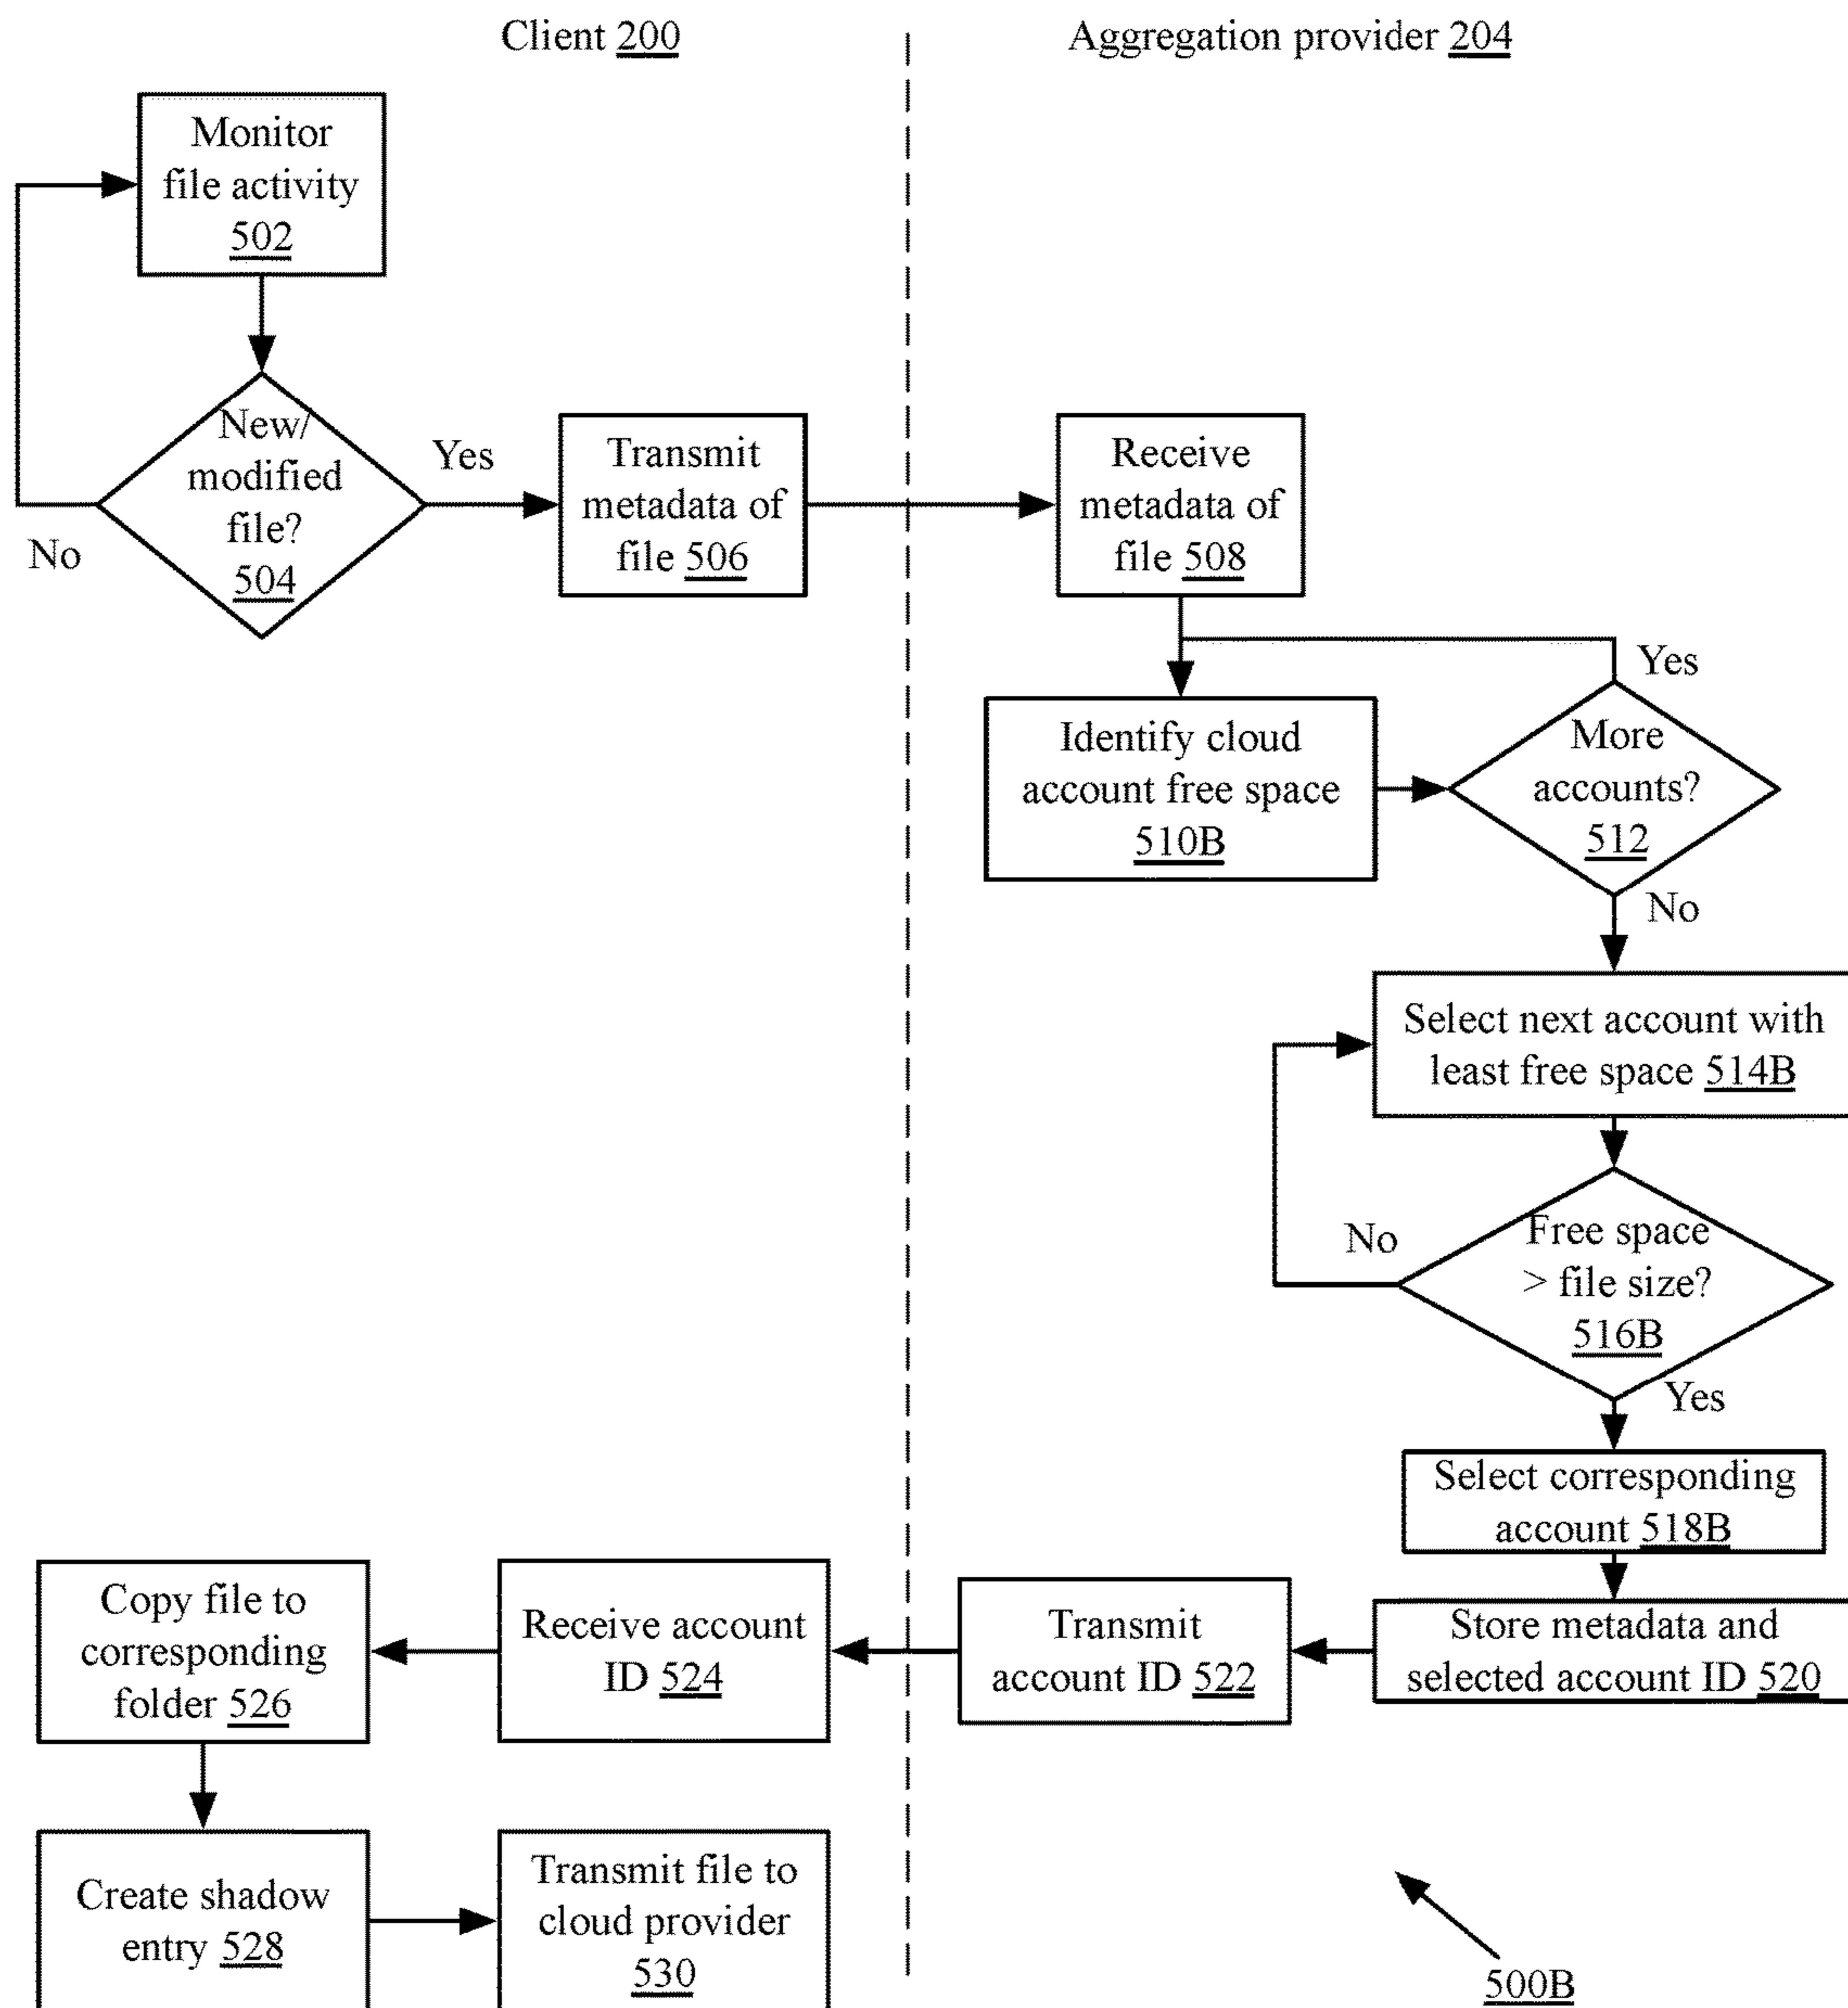 Client 200
Aggregation provider 204
Monitor
file activity
502
New/
modified
file?
504
Yes
No
Transmit
metadata of
file 506
Receive
metadata of
file 508
Identify cloud
account free space
510B
Yes
More
accounts?
512
No
Select next account with
least free space 514B
No
Free space
> file size?
516B
Yes
Select corresponding
account 518B
Store metadata and
selected account ID 520
Transmit
account ID 522
Receive account
ID 524
Copy file to
corresponding
folder 526
Create shadow
entry 528
Transmit file to
cloud provider
530
500B